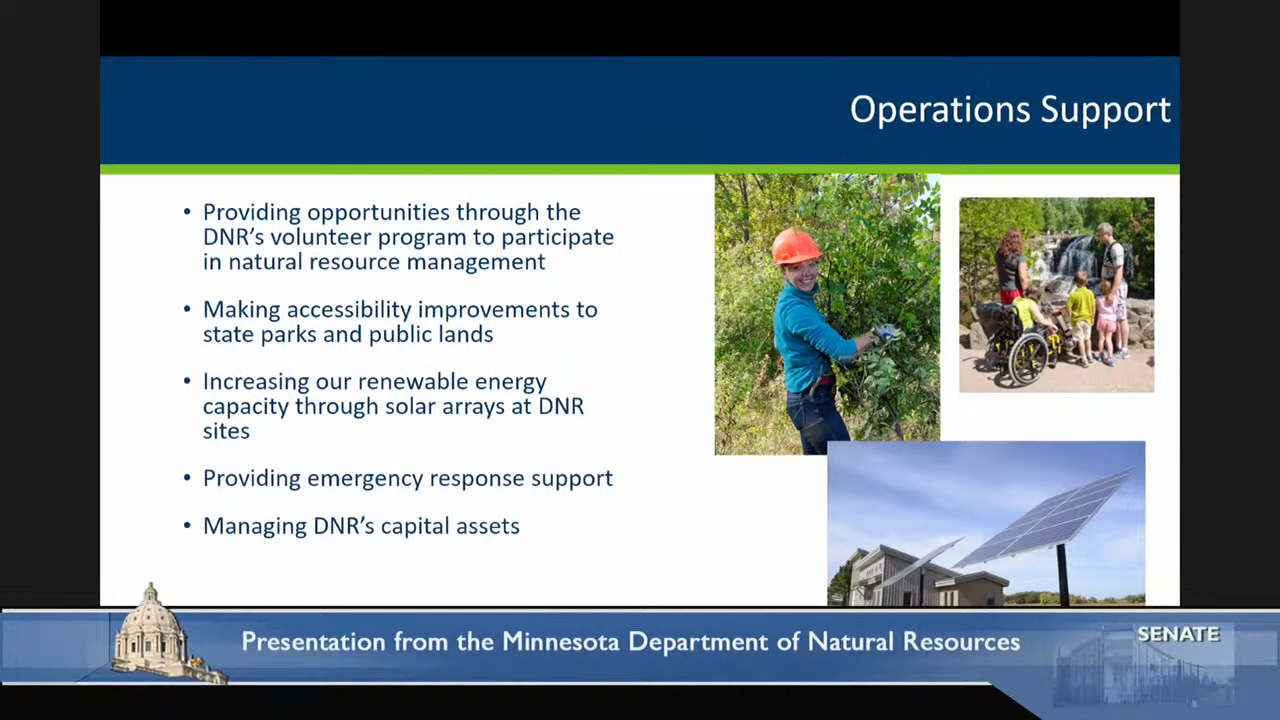 Operations Support
• Providing opportunities through the
DNR’s volunteer program to participate
in natural resource management
• Making accessibility improvements to
state parks and public lands
• Increasing our renewable energy
capacity through solar arrays at DNR
sites
• Providing emergency response support
• Managing DNR’s capital assets
Presentation from the Minnesota Department of Natural Resources
SENATE